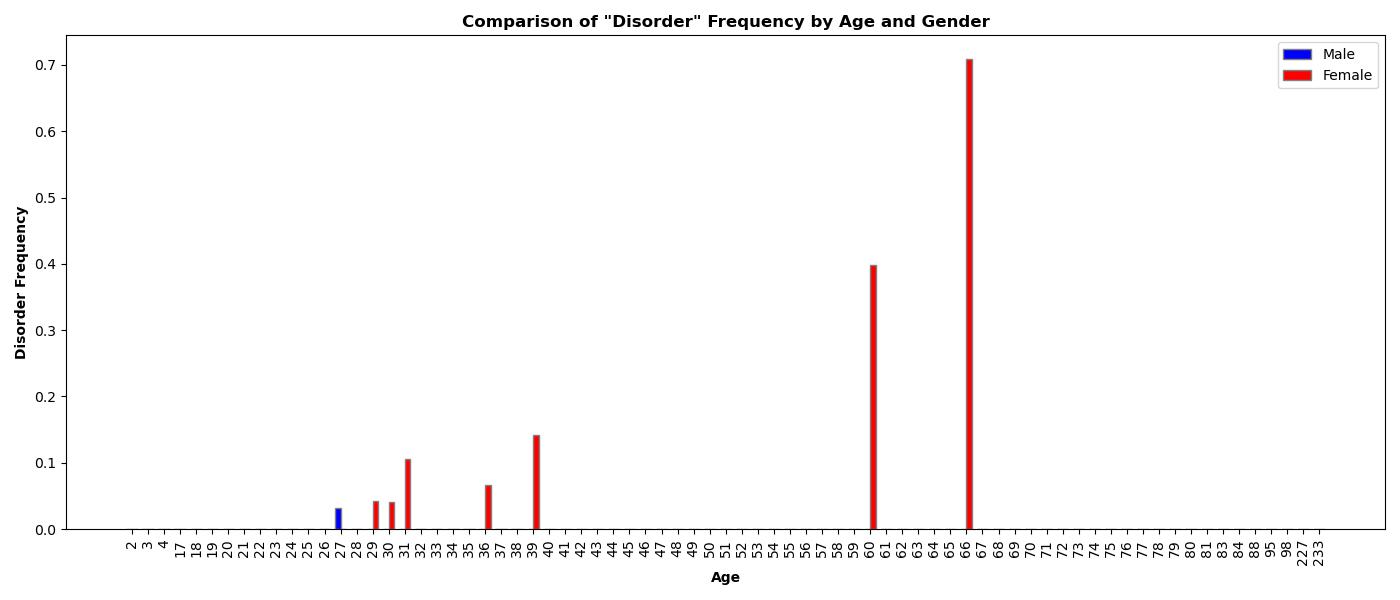 Comparison of "Disorder" Frequency by Age and Gender
Male
Female
Disorder Frequency
0.7
0.6
0.5
0.4
0.3
0.2
0.1
0.0
2 3 4 17 18 19 20 21 22 23 24 25 26 27 28 29 30 31 32 33 34 35 36 37 38 39 40 41 42 43 44 45 46 47 48 49 50 51 52 53 54 55 56 57 58 59 60 61 62 63 64 65 66 67 68 69 70 71 72 73 74 75 76 77 78 79 80 81 83 84 88 95 98 227 233
Age